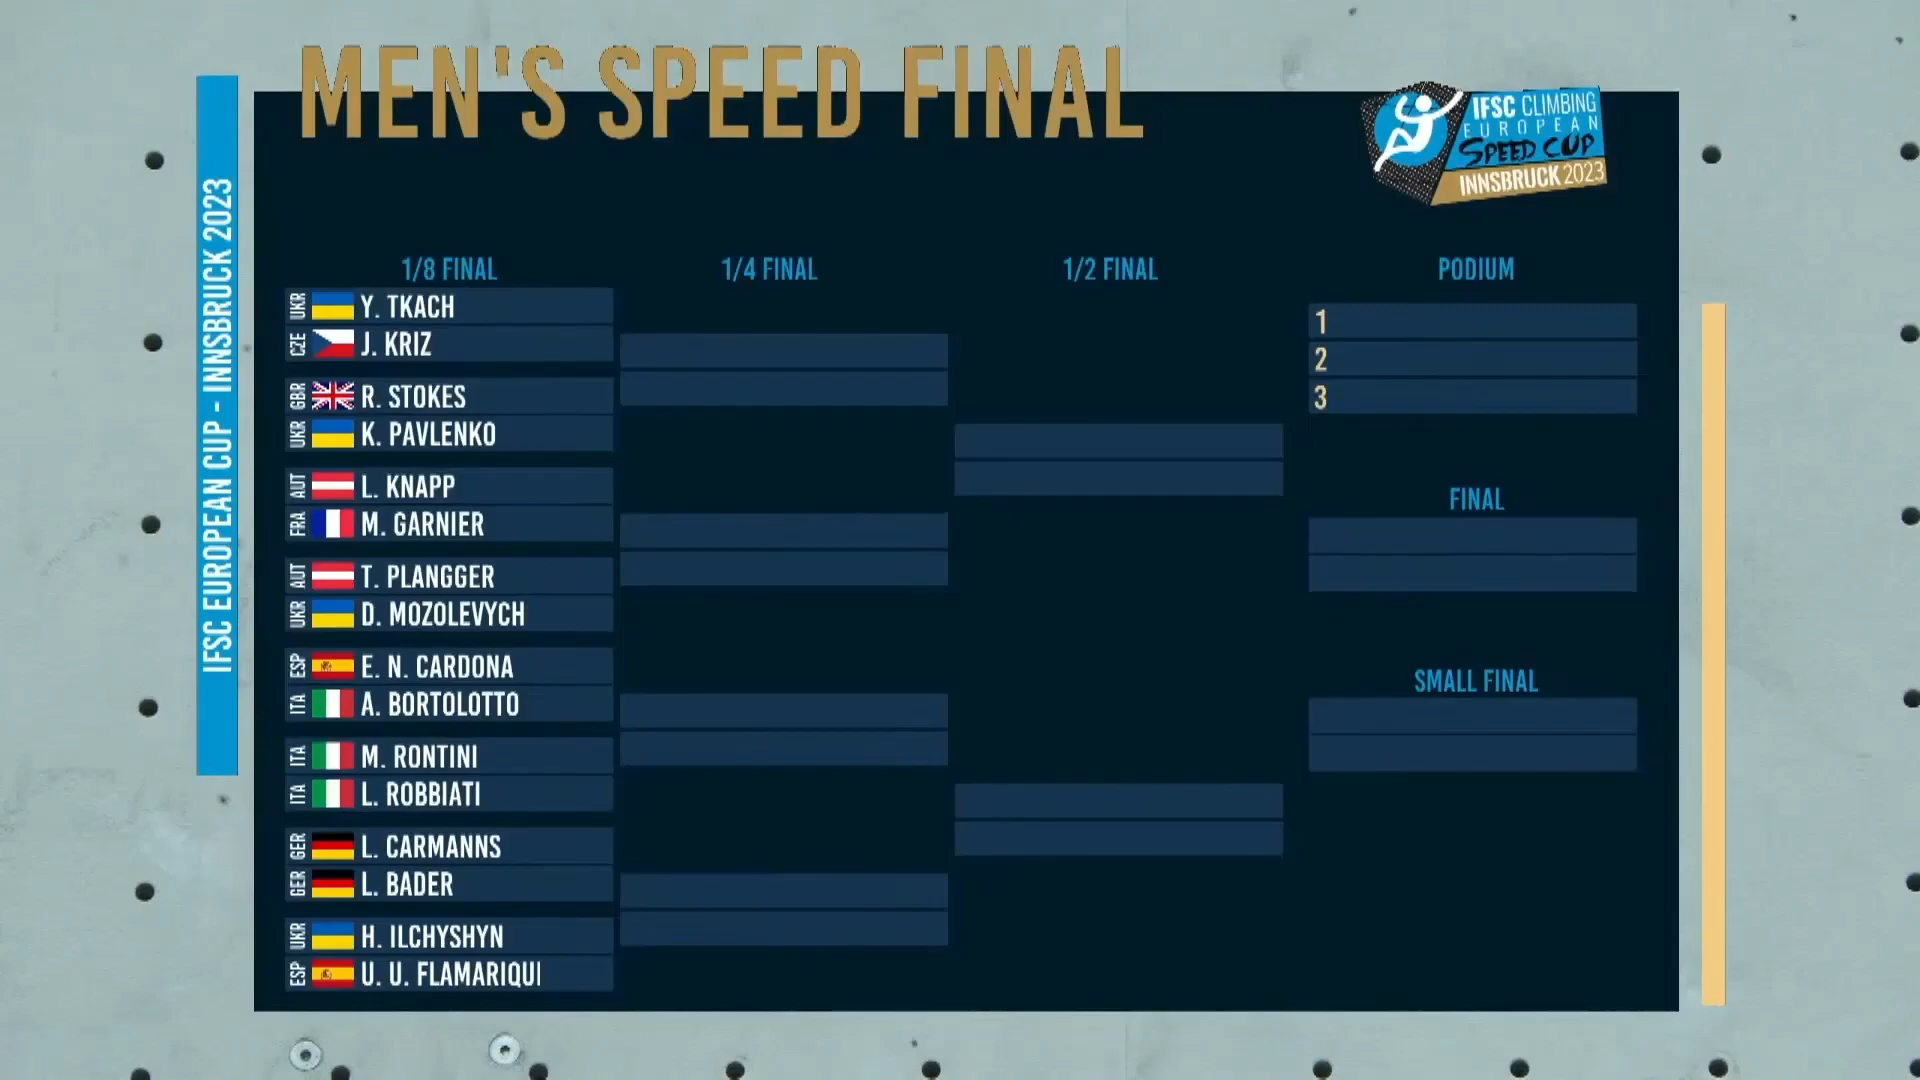 MEN'S SPEED FINAL
IFSC EUROPEAN CUP - INNSBRUCK 2023
IFSC CLIMBING
EUROPEAN
SPEED CUP
INNSBRUCK 2023
1/8 FINAL
UKR Y. TKACH
CZE J. KRIZ
GBR R. STOKES
UKR K. PAVLENKO
AUT L. KNAPP
FRA M. GARNIER
AUT T. PLANGGER
UKR D. MOZOLEVYCH
ESP E. N. CARDONA
ITA A. BORTOLOTTO
ITA M. RONTINI
ITA L. ROBBIATI
GER L. CARMANNS
GER L. BADER
UKR H. ILCHYSHYN
ESP U. U. FLAMARIQUI
1/4 FINAL
1/2 FINAL
PODIUM
1
2
3
FINAL
SMALL FINAL